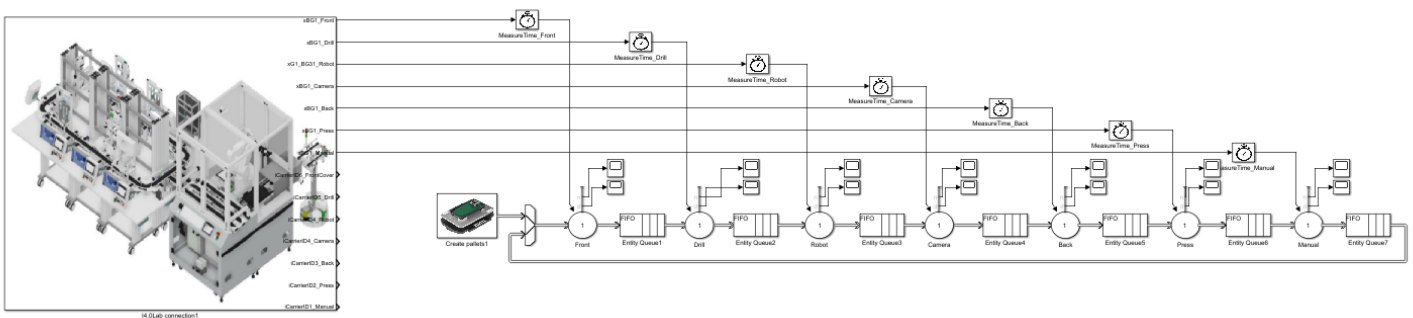 xBG1_Front
MeasureTime_Front
xBG1_Drill
MeasureTime_Drill
xG1_BG31_Robot
MeasureTime_Robot
xBG1_Camera
MeasureTime_Camera
xBG1_Back
MeasureTime_Back
xBG1_Press
MeasureTime_Press
MeasureTime_Manual
iCarrierID6_FrontCover
iCarrierID5_Drill
iCarrierID4_Camera
iCarrierID3_Back
iCarrierID2_Press
iCarrierID1_Manual
I4.0Lab connection1
Create pallets1
1
Front
FIFO
Entity Queue1
1
Drill
FIFO
Entity Queue2
1
Robot
FIFO
Entity Queue3
1
Camera
FIFO
Entity Queue4
1
Back
FIFO
Entity Queue5
1
Press
FIFO
Entity Queue6
1
Manual
FIFO
Entity Queue7